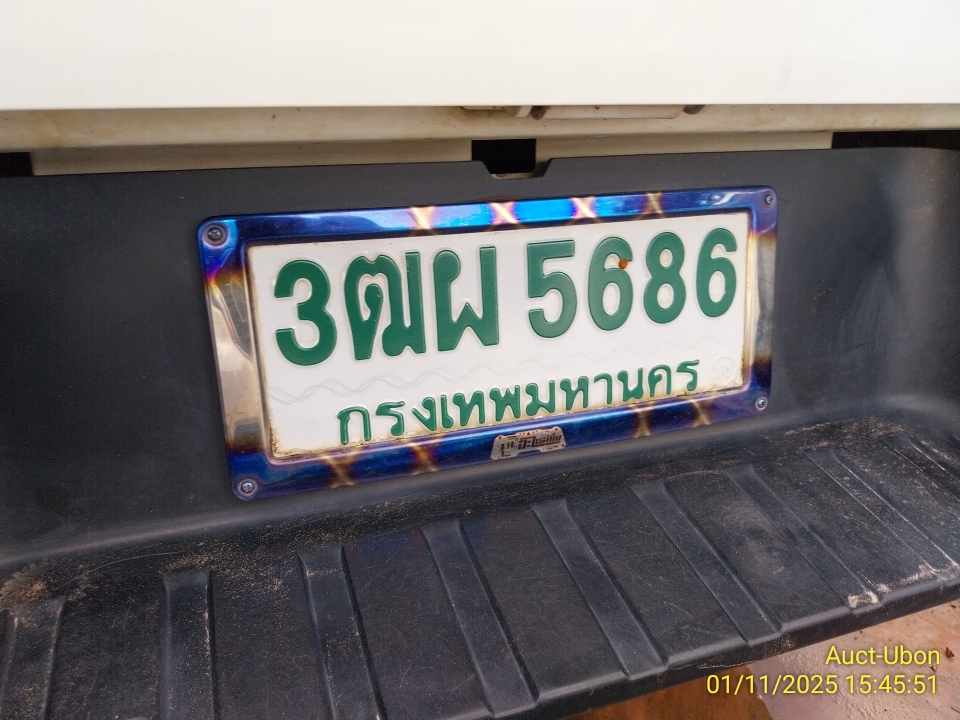 3ฒผ 5686
กรุงเทพมหานคร
Auct-Ubon
01/11/2025 15:45:51